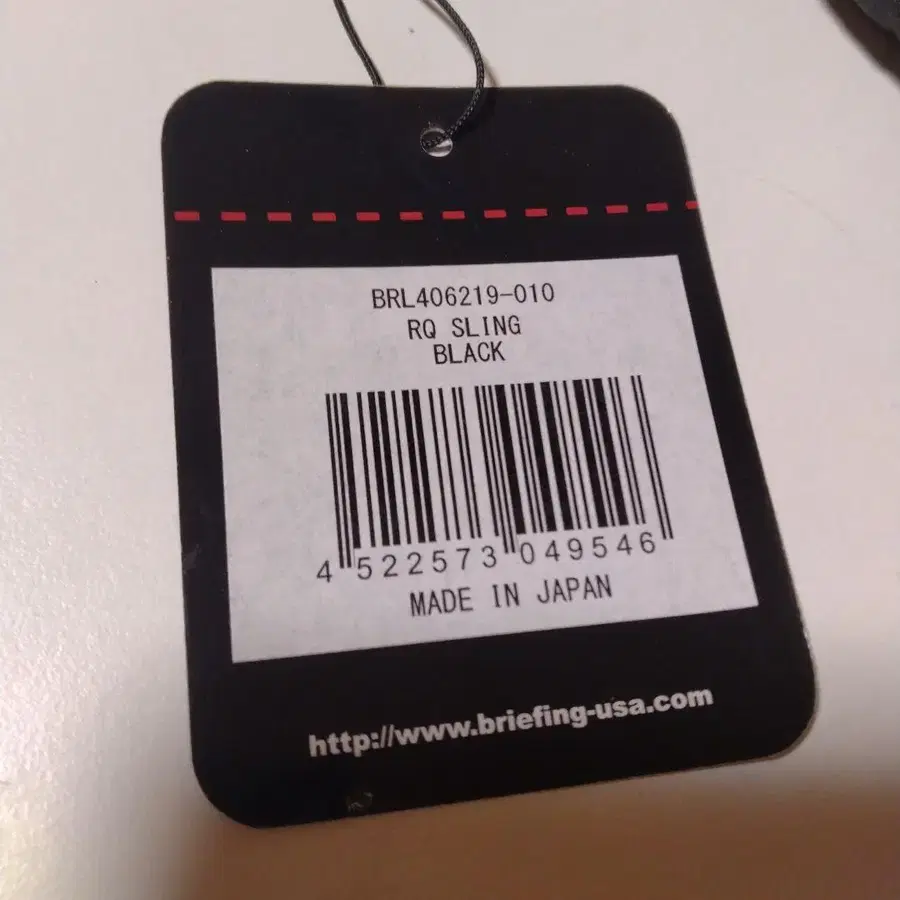 BRL406219-010
RQ SLING
BLACK
4 522573 049546
MADE IN JAPAN
http://www.briefing-usa.com